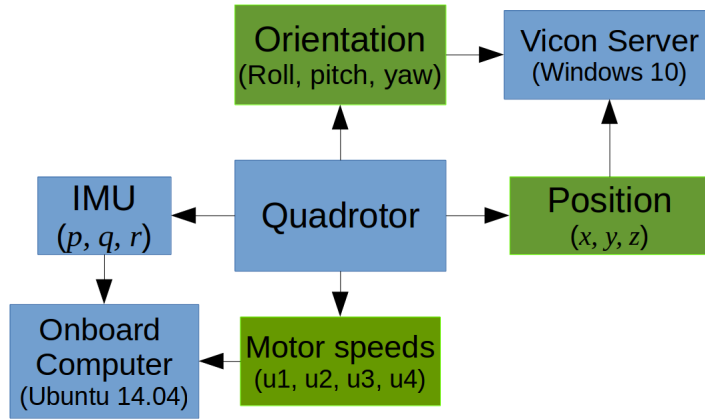 Orientation
(Roll, pitch, yaw)
Vicon Server
(Windows 10)
IMU
(p, q, r)
Quadrotor
Position
(x, y, z)
Onboard
Computer
(Ubuntu 14.04)
Motor speeds
(u1, u2, u3, u4)